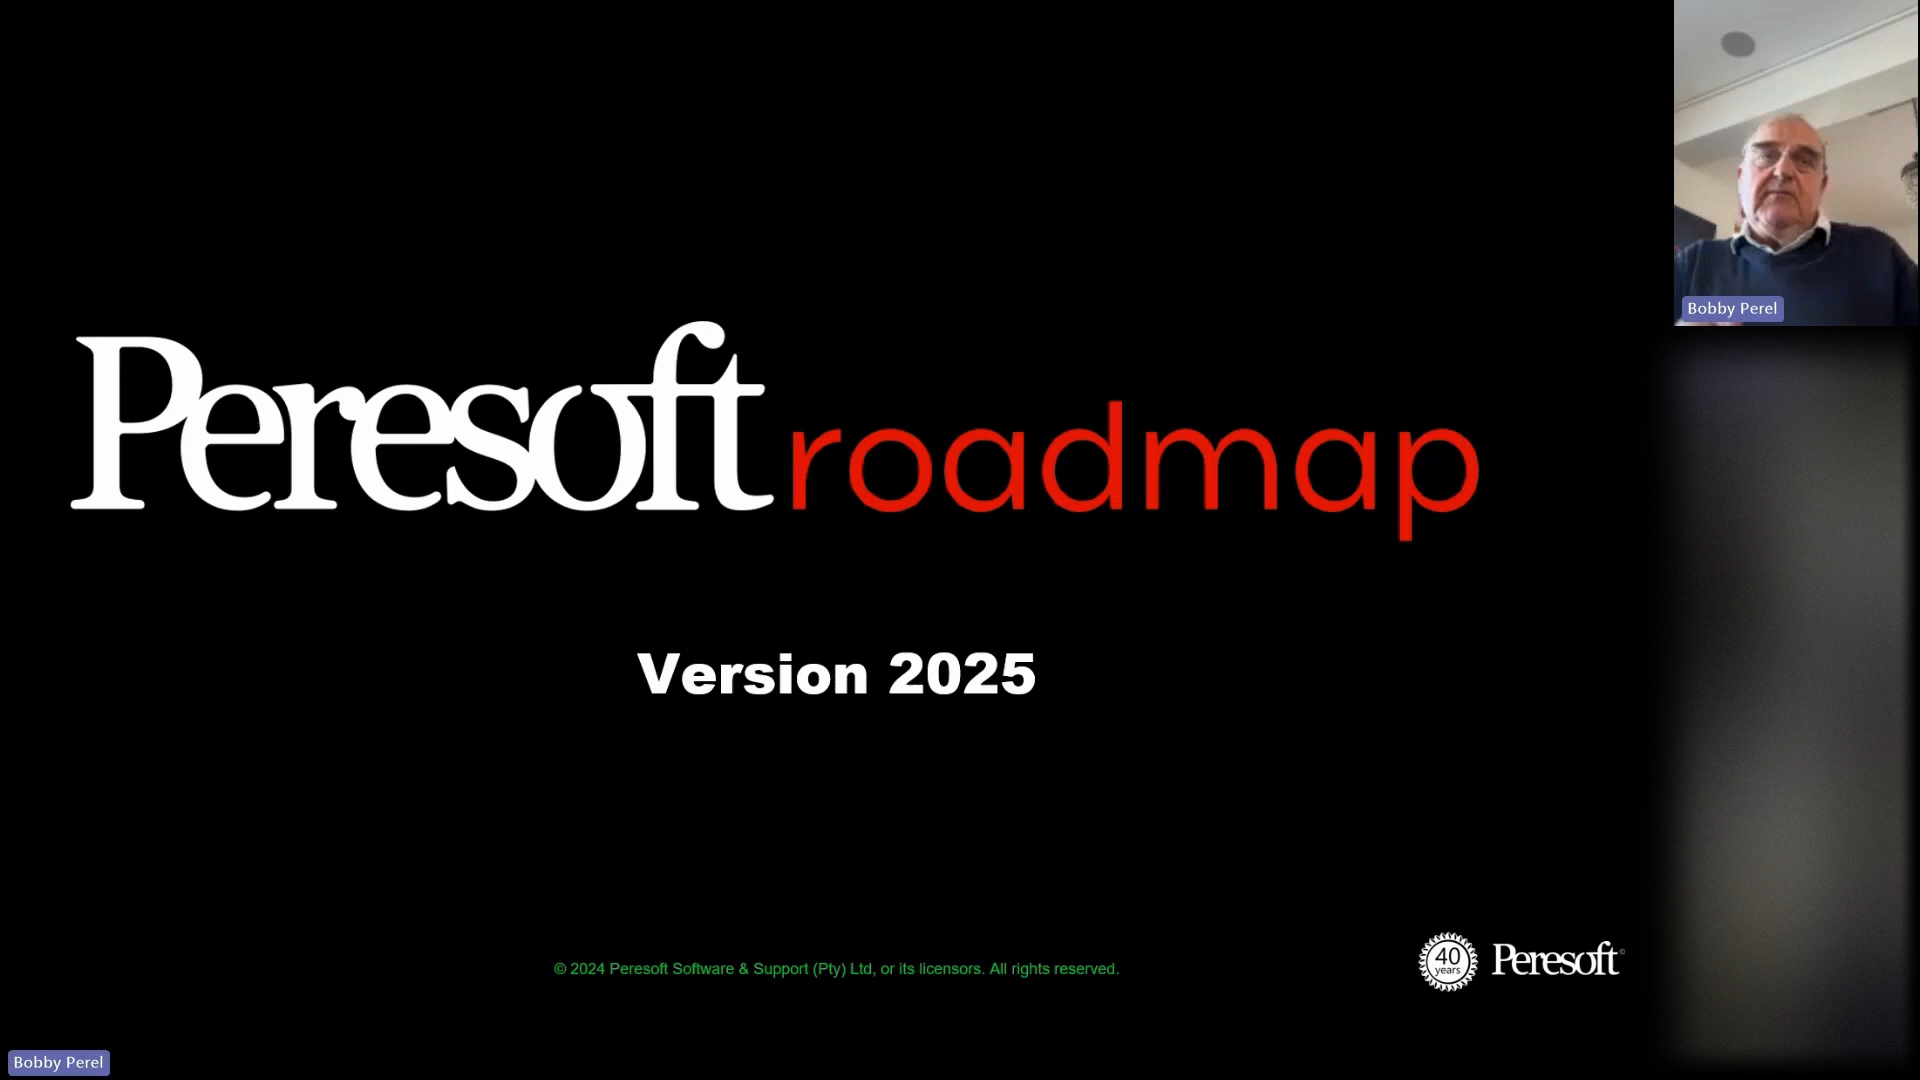 Bobby Perel
Peresoft roadmap
Version 2025
© 2024 Peresoft Software & Support (Pty) Ltd, or its licensors. All rights reserved.
40
years
Peresoft
Bobby Perel